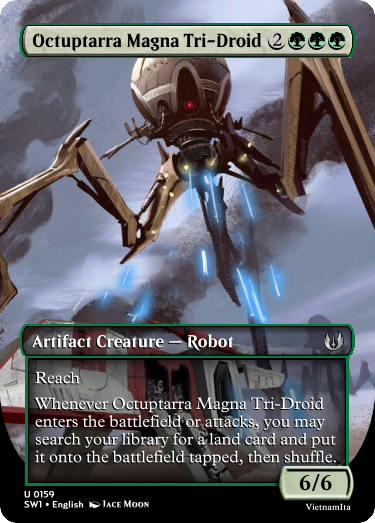 Octuptarra Magna Tri-Droid 2
Artifact Creature — Robot
Reach
Whenever Octuptarra Magna Tri-Droid
enters the battlefield or attacks, you may
search your library for a land card and put
it onto the battlefield tapped, then shuffle.
6/6
U 0159
SW1 • English Jace Moon
VietnamIta